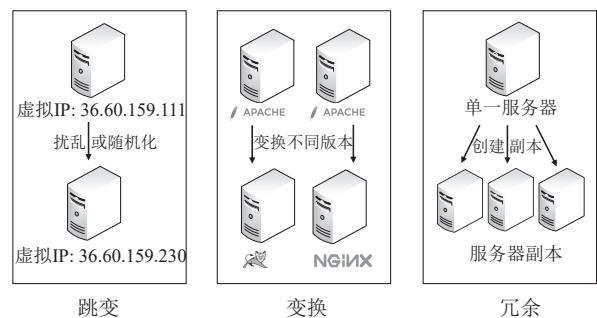 虚拟IP: 36.60.159.111
扰乱或随机化
虚拟IP: 36.60.159.230
跳变
APACHE
APACHE
变换不同版本
NGINX
变换
单一服务器
创建副本
服务器副本
冗余